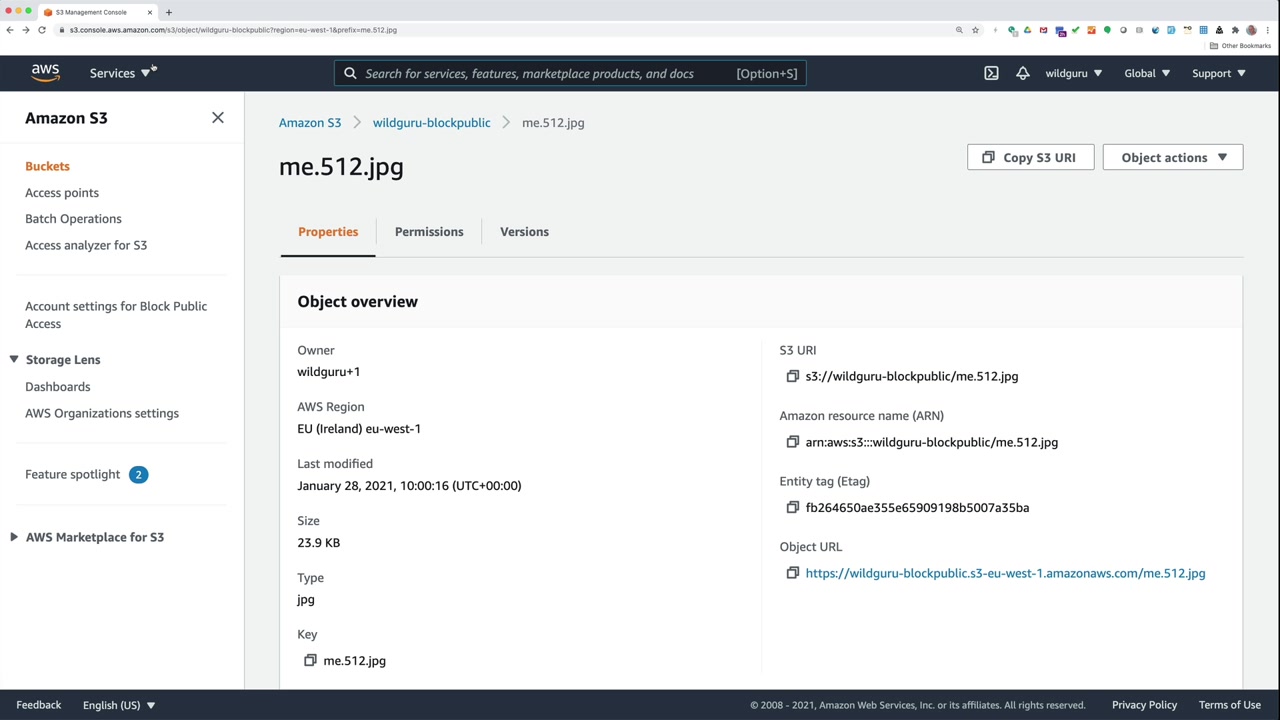 S3 Management Console
s3.console.aws.amazon.com/s3/object/wildguru-blockpublic?region=eu-west-1&prefix=me.512.jpg
Other Bookmarks
aws
Services
Search for services, features, marketplace products, and docs [Option+S]
wildguru
Global
Support
Amazon S3
Buckets
Access points
Batch Operations
Access analyzer for S3
Account settings for Block Public
Access
Storage Lens
Dashboards
AWS Organizations settings
Feature spotlight 2
AWS Marketplace for S3
Amazon S3 > wildguru-blockpublic > me.512.jpg
me.512.jpg
Copy S3 URI
Object actions
Properties
Permissions
Versions
Object overview
Owner
wildguru+1
AWS Region
EU (Ireland) eu-west-1
Last modified
January 28, 2021, 10:00:16 (UTC+00:00)
Size
23.9 KB
Type
jpg
Key
me.512.jpg
S3 URI
s3://wildguru-blockpublic/me.512.jpg
Amazon resource name (ARN)
arn:aws:s3:::wildguru-blockpublic/me.512.jpg
Entity tag (Etag)
fb264650ae355e65909198b5007a35ba
Object URL
https://wildguru-blockpublic.s3-eu-west-1.amazonaws.com/me.512.jpg
Feedback
English (US)
© 2008 - 2021, Amazon Web Services, Inc. or its affiliates. All rights reserved.
Privacy Policy
Terms of Use